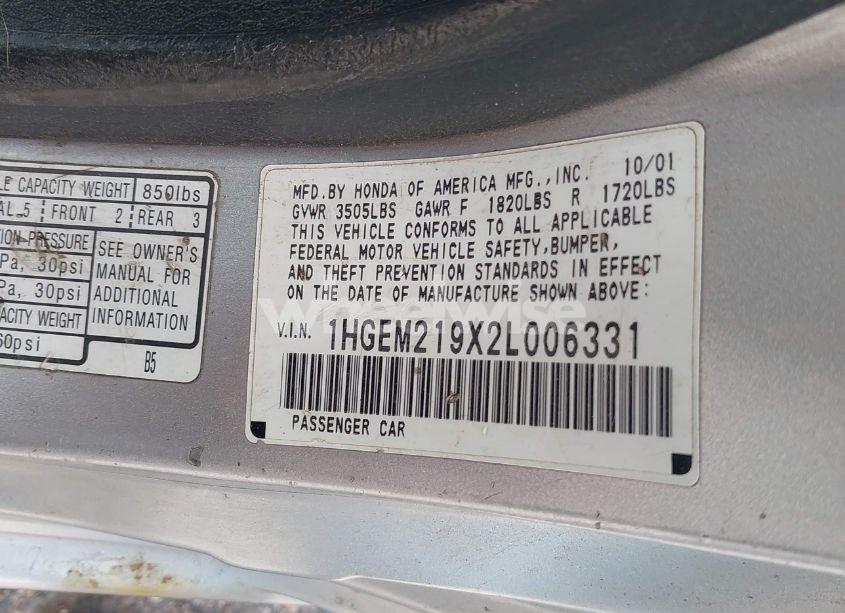 LE CAPACITY WEIGHT 850lbs
AL 5 FRONT 2 REAR 3
TION PRESSURE
Pa, 30psi
Pa, 30psi
CAPACITY WEIGHT
60psi
SEE OWNER'S
MANUAL FOR
ADDITIONAL
INFORMATION
B5
MFD.BY HONDA OF AMERICA MFG.,INC. 10/01
GVWR 3505LBS GAWR F 1820LBS R 1720LBS
THIS VEHICLE CONFORMS TO ALL APPLICABLE
FEDERAL MOTOR VEHICLE SAFETY,BUMPER,
AND THEFT PREVENTION STANDARDS IN EFFECT
ON THE DATE OF MANUFACTURE SHOWN ABOVE:
wheelwise
V.I.N. 1HGEM219X2L006331
PASSENGER CAR